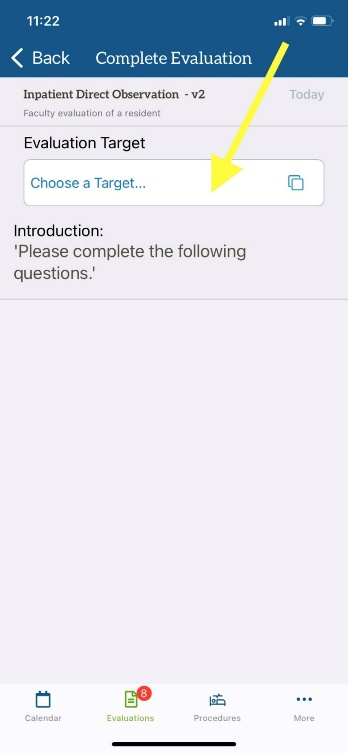 11:22
Back Complete Evaluation
Inpatient Direct Observation - v2 Today
Faculty evaluation of a resident
Evaluation Target
Choose a Target...
Introduction:
'Please complete the following
questions.'
8
Calendar Evaluations Procedures More